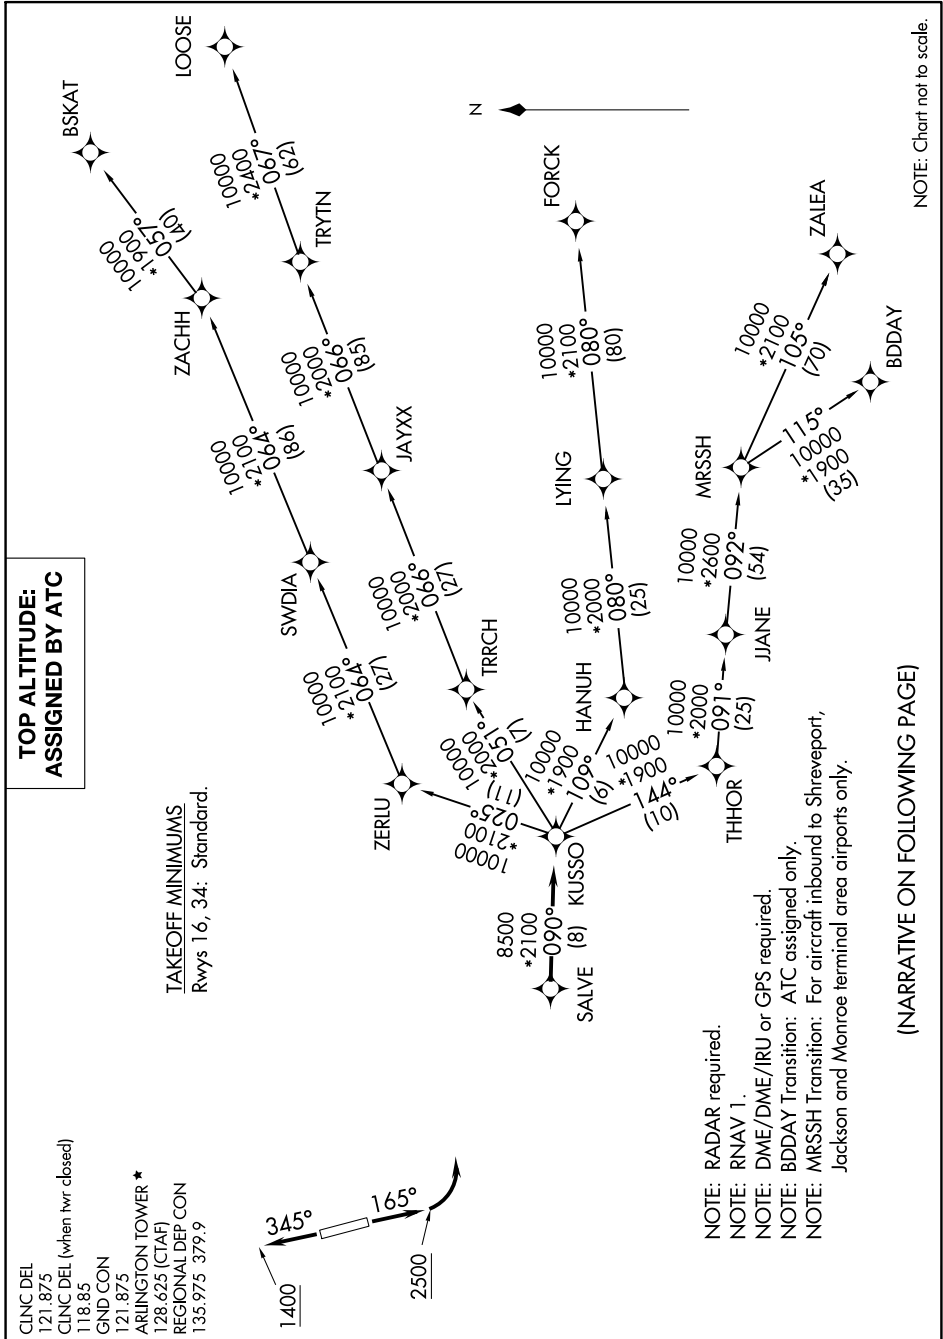 TOP ALTITUDE:
ASSIGNED BY ATC
CLNC DEL
121.875
CLNC DEL (when twr closed)
118.85
GND CON
121.875
ARLINGTON TOWER ★
128.625 (CTAF)
REGIONAL DEP CON
135.975 379.9
TAKEOFF MINIMUMS
Rwys 16, 34: Standard.
345°
165°
1400
2500
SALVE
8500
*2100
090°
(8)
KUSSO
10000
*2100
025°
(11)
ZERLU
10000
*2100
064°
(27)
SWDIA
10000
*2100
064°
(86)
ZACHH
10000
*1900
057°
(40)
BSKAT
10000
*2000
051°
(7)
TRRCH
10000
*2000
066°
(27)
JAYXX
10000
*2000
066°
(85)
TRYTN
10000
*2400
067°
(62)
LOOSE
10000
*1900
109°
(6)
HANUH
10000
*2000
080°
(25)
LYING
10000
*2100
080°
(80)
FORCK
10000
*1900
144°
(10)
THHOR
10000
*2000
091°
(25)
JJANE
10000
*2600
092°
(54)
MRSSH
10000
*2100
105°
(70)
ZALEA
115°
10000
*1900
(35)
BDDAY
N
NOTE: RADAR required.
NOTE: RNAV 1.
NOTE: DME/DME/IRU or GPS required.
NOTE: BDDAY Transition: ATC assigned only.
NOTE: MRSSH Transition: For aircraft inbound to Shreveport,
Jackson and Monroe terminal area airports only.
(NARRATIVE ON FOLLOWING PAGE)
NOTE: Chart not to scale.